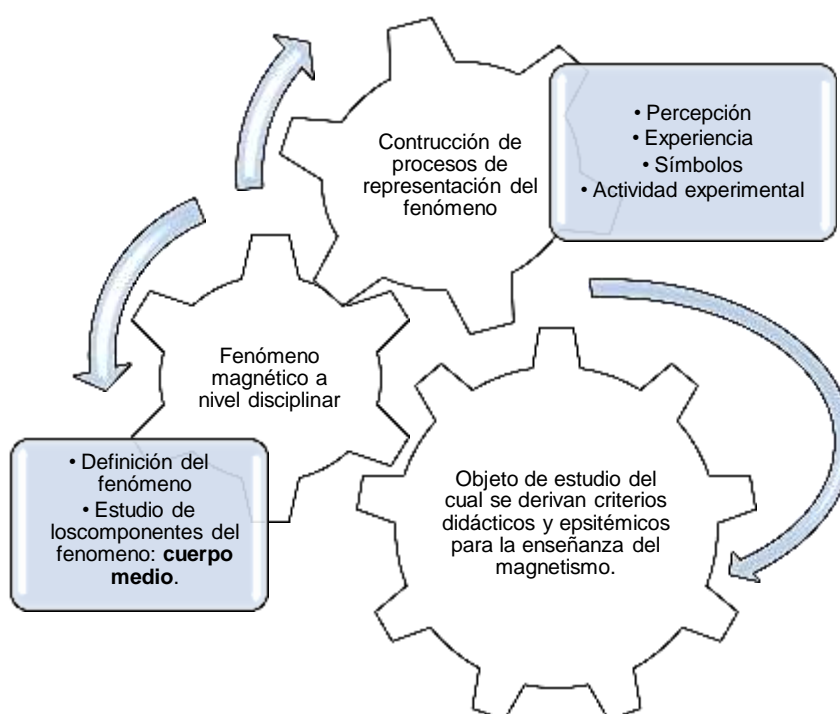 Contrucción de
procesos de
representación del
fenómeno
• Percepción
• Experiencia
• Símbolos
• Actividad experimental
Fenómeno
magnético a
nivel disciplinar
• Definición del
fenómeno
• Estudio de
loscomponentes del
fenomeno: cuerpo
medio.
Objeto de estudio del
cual se derivan criterios
didácticos y epsitémicos
para la enseñanza del
magnetismo.